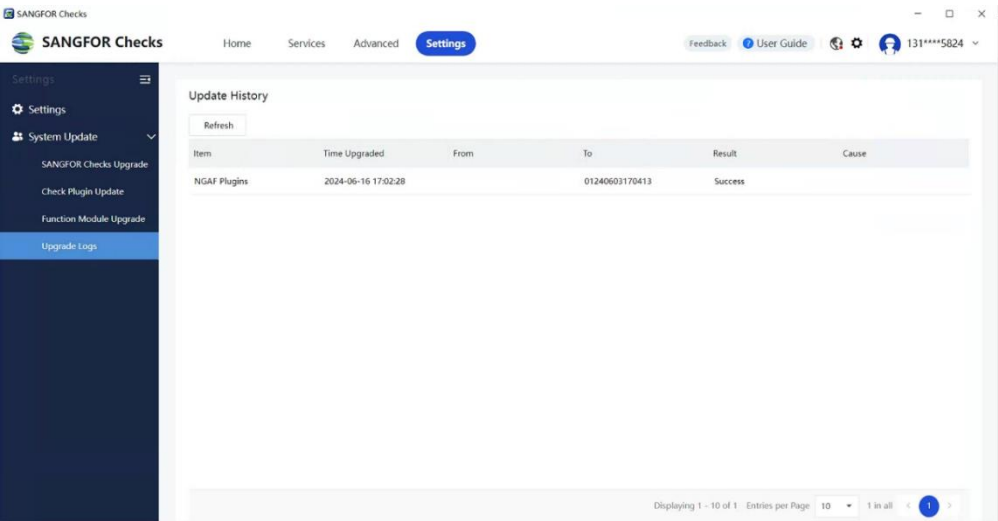 SANGFOR Checks
SANGFOR Checks Home Services Advanced Settings Feedback User Guide 131****5824
Settings
Settings
System Update
SANGFOR Checks Upgrade
Check Plugin Update
Function Module Upgrade
Upgrade Logs
Update History
Refresh
Item Time Upgraded From To Result Cause
NGAF Plugins 2024-06-16 17:02:28 01240603170413 Success
Displaying 1 - 10 of 1 Entries per Page 10 1 in all < 1 >